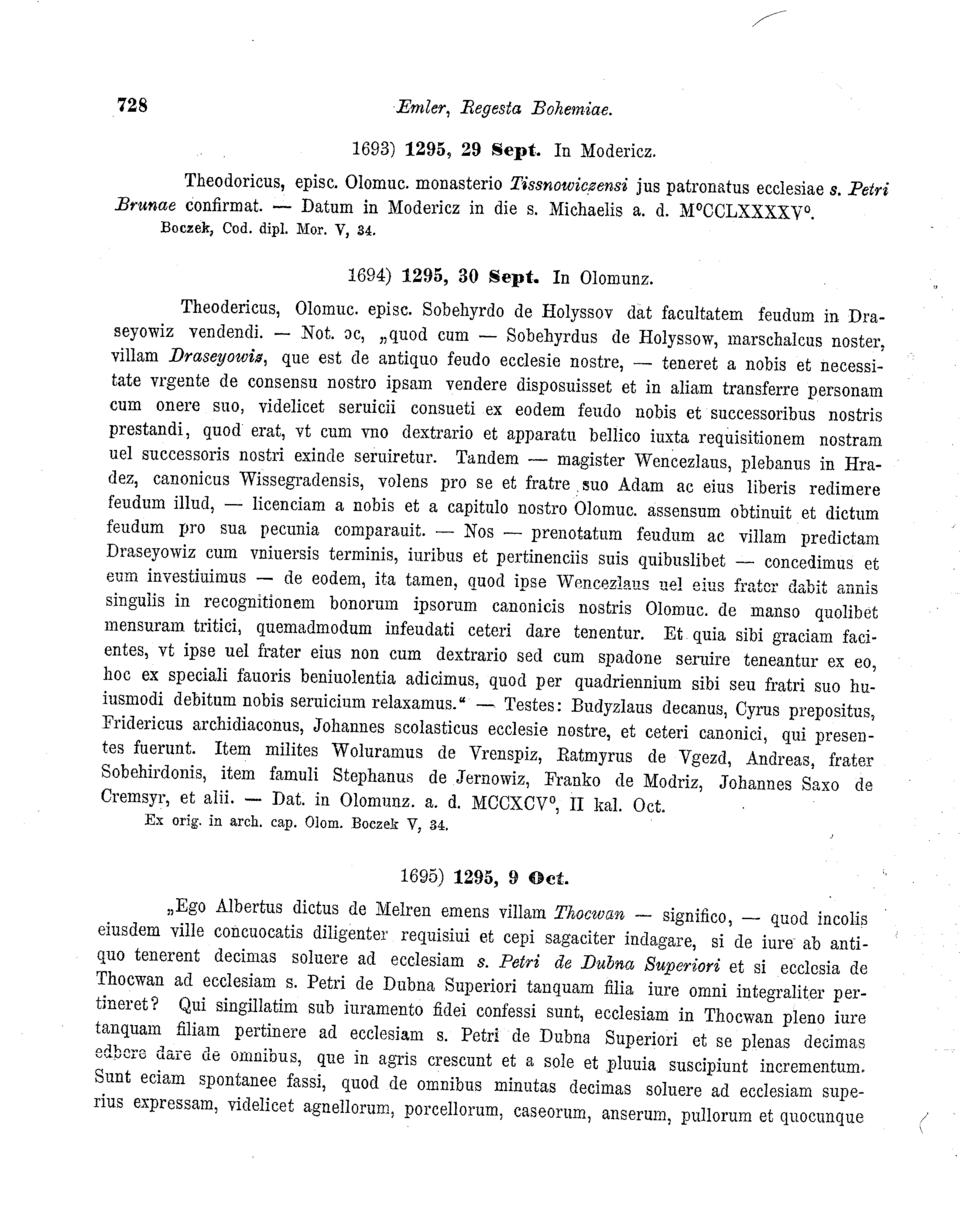 728 Emler, Regesta Bohemiae.
1693) 1295, 29 Sept. In Modericz.
Theodoricus, episc. Olomuc. monasterio Tissnowiczensi jus patronatus ecclesiae s. Petri
Brunae confirmat. — Datum in Modericz in die s. Michaelis a. d. M⁰CCLXXXXV⁰.
Boczek, Cod. dipl. Mor. V, 34.
1694) 1295, 30 Sept. In Olomunz.
Theodericus, Olomuc. episc. Sobehyrdo de Holyssov dat facultatem feudum in Dra-
seyowiz vendendi. — Not. oc, „quod cum — Sobehyrdus de Holyssow, marschalcus noster,
villam Draseyowiz, que est de antiquo feudo ecclesie nostre, — teneret a nobis et necessi-
tate vrgente de consensu nostro ipsam vendere disposuisset et in aliam transferre personam
cum onere suo, videlicet seruicii consueti ex eodem feudo nobis et successoribus nostris
prestandi, quod erat, vt cum vno dextrario et apparatu bellico iuxta requisitionem nostram
uel successoris nostri exinde seruiretur. Tandem — magister Wencezlaus, plebanus in Hra-
dez, canonicus Wissegradensis, volens pro se et fratre suo Adam ac eius liberis redimere
feudum illud, — licenciam a nobis et a capitulo nostro Olomuc. assensum obtinuit et dictum
feudum pro sua pecunia comparauit. — Nos — prenotatum feudum ac villam predictam
Draseyowiz cum vniuersis terminis, iuribus et pertinenciis suis quibuslibet — concedimus et
eum investiuimus — de eodem, ita tamen, quod ipse Wencezlaus uel eius frater dabit annis
singulis in recognitionem bonorum ipsorum canonicis nostris Olomuc. de manso quolibet
mensuram tritici, quemadmodum infeudati ceteri dare tenentur. Et quia sibi graciam faci-
entes, vt ipse uel frater eius non cum dextrario sed cum spadone seruire teneantur ex eo,
hoc ex speciali fauoris beniuolentia adicimus, quod per quadriennium sibi seu fratri suo hu-
iusmodi debitum nobis seruicium relaxamus.“ — Testes: Budyzlaus decanus, Cyrus prepositus,
Fridericus archidiaconus, Johannes scolasticus ecclesie nostre, et ceteri canonici, qui presen-
tes fuerunt. Item milites Woluramus de Vrenspiz, Ratmyrus de Vgezd, Andreas, frater
Sobehirdonis, item famuli Stephanus de Jernowiz, Franko de Modriz, Johannes Saxo de
Cremsyr, et alii. — Dat. in Olomunz. a. d. MCCXCV⁰, II kal. Oct.
Ex orig. in arch. cap. Olom. Boczek V, 34.
1695) 1295, 9 Oct.
„Ego Albertus dictus de Melren emens villam Thocwan — significo, — quod incolis
eiusdem ville concuocatis diligenter requisiui et cepi sagaciter indagare, si de iure ab anti-
quo tenerent decimas soluere ad ecclesiam s. Petri de Dubna Superiori et si ecclesia de
Thocwan ad ecclesiam s. Petri de Dubna Superiori tanquam filia iure omni integraliter per-
tineret? Qui singillatim sub iuramento fidei confessi sunt, ecclesiam in Thocwan pleno iure
tanquam filiam pertinere ad ecclesiam s. Petri de Dubna Superiori et se plenas decimas
edbere dare de omnibus, que in agris crescunt et a sole et pluuia suscipiunt incrementum.
Sunt eciam spontanee fassi, quod de omnibus minutas decimas soluere ad ecclesiam supe-
rius expressam, videlicet agnellorum, porcellorum, caseorum, anserum, pullorum et quocunque